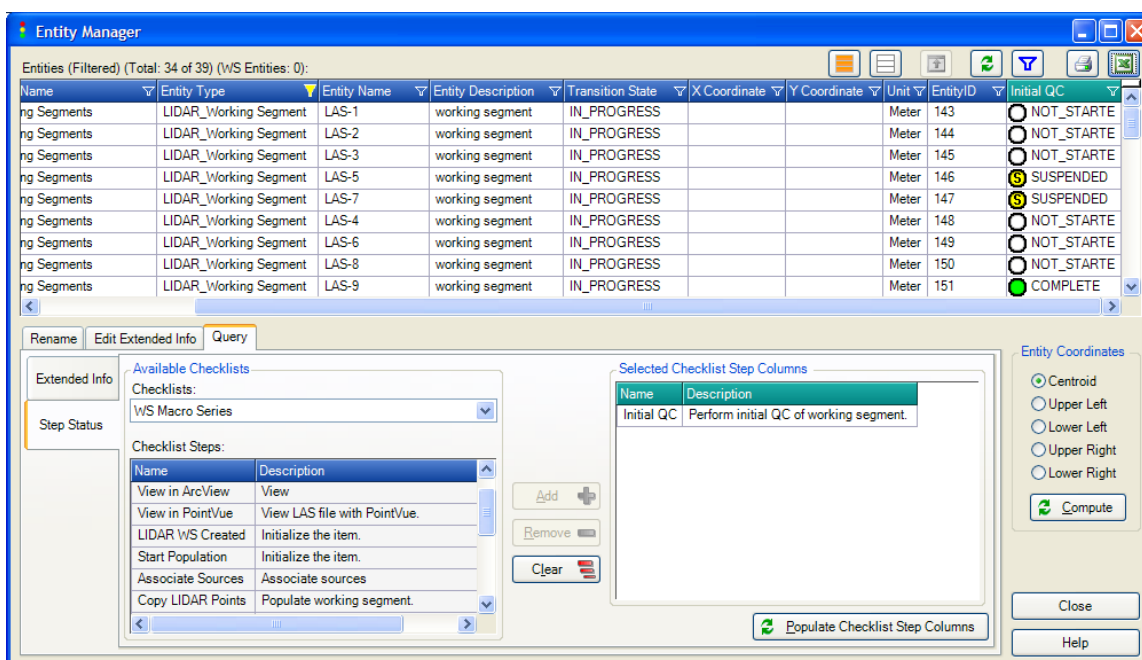 Entity Manager
Entities (Filtered) (Total: 34 of 39) (WS Entities: 0):
Name Entity Type Entity Name Entity Description Transition State X Coordinate Y Coordinate Unit EntityID Initial QC
ng Segments LIDAR_Working Segment LAS-1 working segment IN_PROGRESS Meter 143 NOT_STARTE
ng Segments LIDAR_Working Segment LAS-2 working segment IN_PROGRESS Meter 144 NOT_STARTE
ng Segments LIDAR_Working Segment LAS-3 working segment IN_PROGRESS Meter 145 NOT_STARTE
ng Segments LIDAR_Working Segment LAS-5 working segment IN_PROGRESS Meter 146 S SUSPENDED
ng Segments LIDAR_Working Segment LAS-7 working segment IN_PROGRESS Meter 147 S SUSPENDED
ng Segments LIDAR_Working Segment LAS-4 working segment IN_PROGRESS Meter 148 NOT_STARTE
ng Segments LIDAR_Working Segment LAS-6 working segment IN_PROGRESS Meter 149 NOT_STARTE
ng Segments LIDAR_Working Segment LAS-8 working segment IN_PROGRESS Meter 150 NOT_STARTE
ng Segments LIDAR_Working Segment LAS-9 working segment IN_PROGRESS Meter 151 COMPLETE
Rename Edit Extended Info Query
Extended Info
Step Status
Available Checklists
Checklists:
WS Macro Series
Checklist Steps:
Name Description
View in ArcView View
View in PointVue View LAS file with PointVue.
LIDAR WS Created Initialize the item.
Start Population Initialize the item.
Associate Sources Associate sources
Copy LIDAR Points Populate working segment.
Add
Remove
Clear
Selected Checklist Step Columns
Name Description
Initial QC Perform initial QC of working segment.
Populate Checklist Step Columns
Entity Coordinates
Centroid
Upper Left
Lower Left
Upper Right
Lower Right
Compute
Close
Help